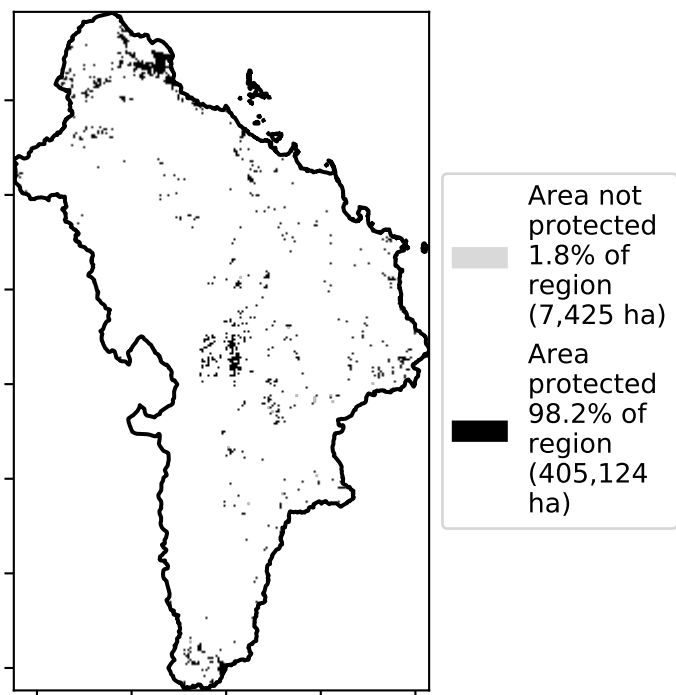 Area not
protected
1.8% of
region
(7,425 ha)
Area
protected
98.2% of
region
(405,124
ha)